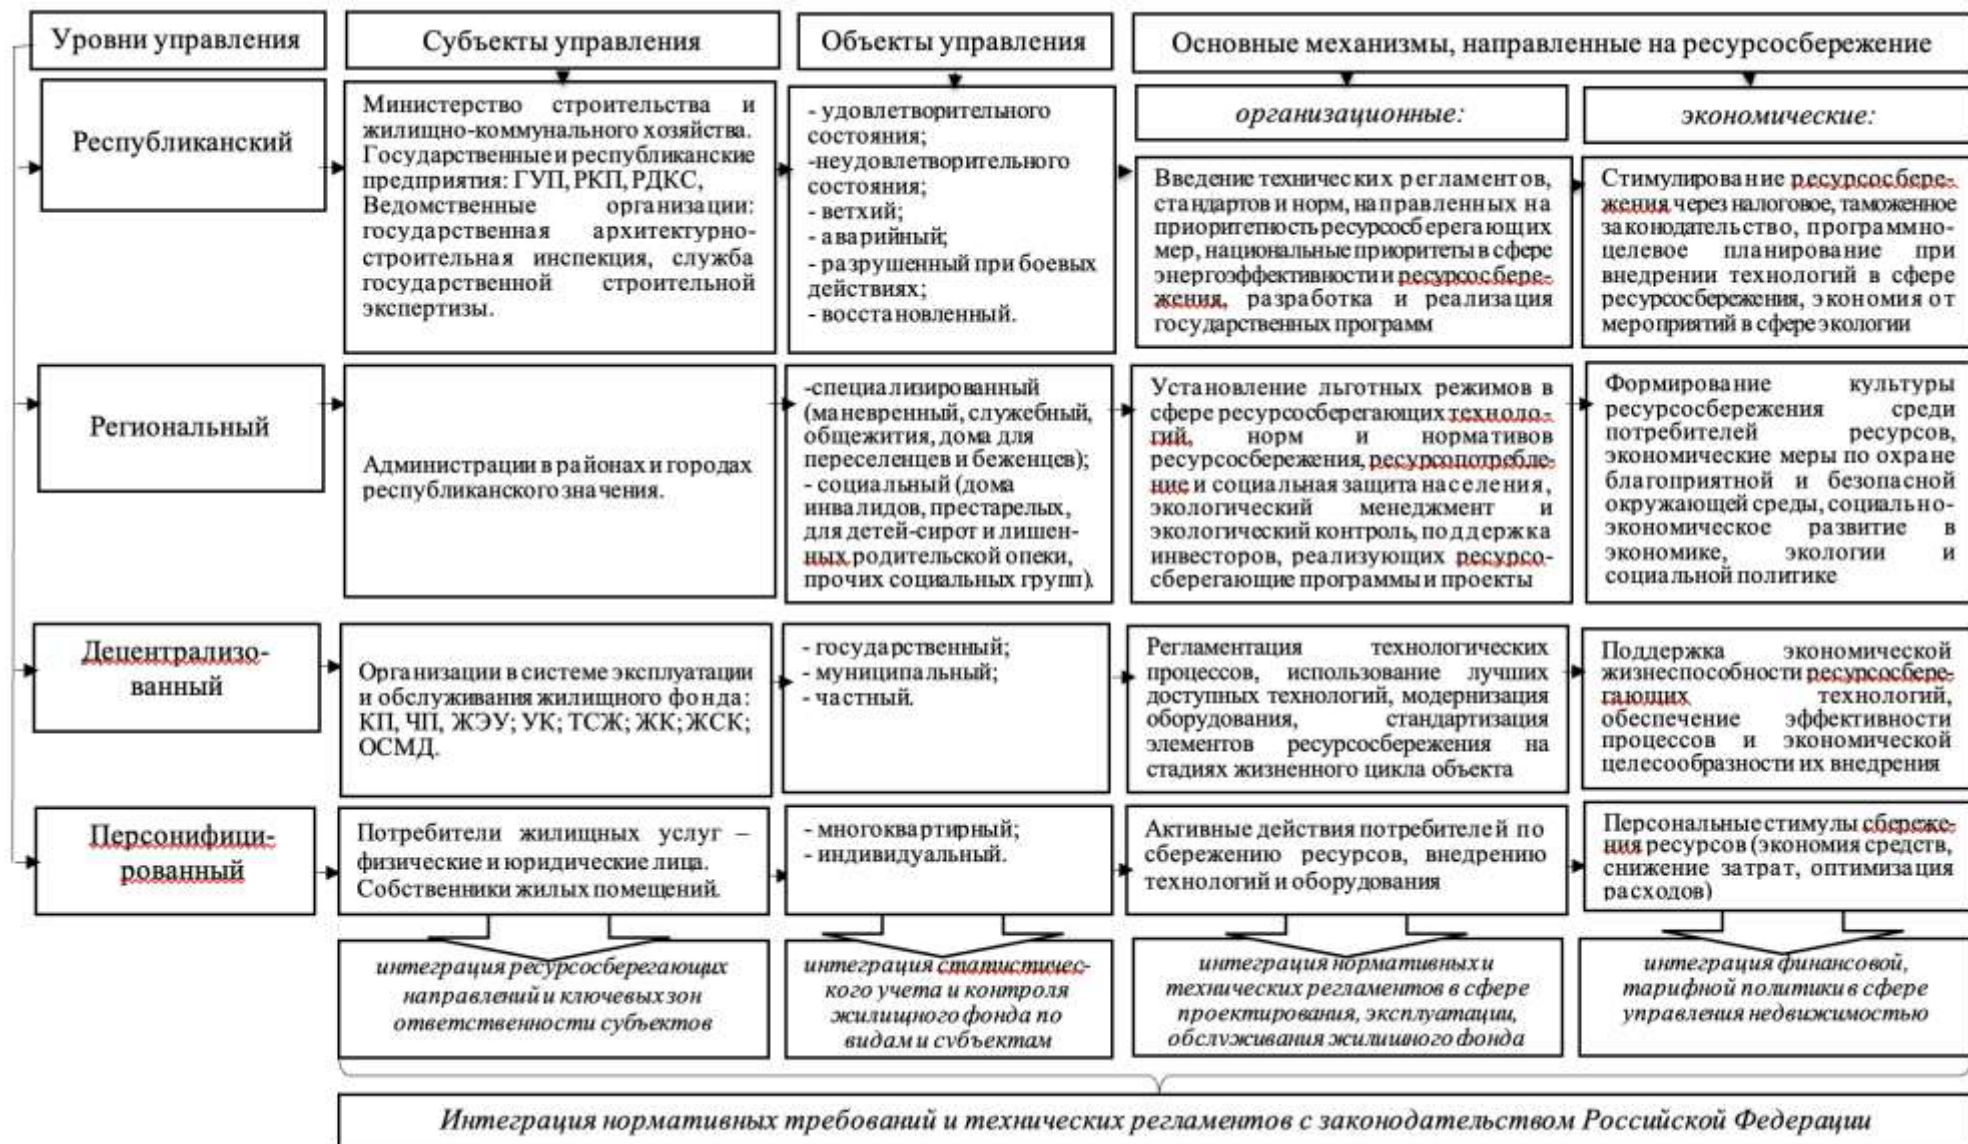 Уровни управления
Субъекты управления
Объекты управления
Основные механизмы, направленные на ресурсосбережение
организационные:
экономические:
Республиканский
Министерство строительства и
жилищно-коммунального хозяйства.
Государственные и республиканские
предприятия: ГУП, РКП, РДКС,
Ведомственные организации:
государственная архитектурно-
строительная инспекция, служба
государственной строительной
экспертизы.
- удовлетворительного
состояния;
-неудовлетворительного
состояния;
- ветхий;
- аварийный;
- разрушенный при боевых
действиях;
- восстановленный.
Введение технических регламентов,
стандартов и норм, направленных на
приоритетность ресурсосберегающих
мер, национальные приоритеты в сфере
энергоэффективности и ресурсосбере-
жения, разработка и реализация
государственных программ
Стимулирование ресурсосбере-
жения через налоговое, таможенное
законодательство, программно-
целевое планирование при
внедрении технологий в сфере
ресурсосбережения, экономия от
мероприятий в сфере экологии
Региональный
Администрации в районах и городах
республиканского значения.
-специализированный
(маневренный, служебный,
общежития, дома для
переселенцев и беженцев);
- социальный (дома
инвалидов, престарелых,
для детей-сирот и лишен-
ных родительской опеки,
прочих социальных групп).
Установление льготных режимов в
сфере ресурсосберегающих техноло-
гий, норм и нормативов
ресурсосбережения, ресурсопотребле-
ние и социальная защита населения,
экологический менеджмент и
экологический контроль, поддержка
инвесторов, реализующих ресурсо-
сберегающие программы и проекты
Формирование культуры
ресурсосбережения среди
потребителей ресурсов,
экономические меры по охране
благоприятной и безопасной
окружающей среды, социально-
экономическое развитие в
экономике, экологии и
социальной политике
Децентрализо-
ванный
Организации в системе эксплуатации
и обслуживания жилищного фонда:
КП, ЧП, ЖЭУ; УК; ТСЖ; ЖК; ЖСК;
ОСМД.
- государственный;
- муниципальный;
- частный.
Регламентация технологических
процессов, использование лучших
доступных технологий, модернизация
оборудования, стандартизация
элементов ресурсосбережения на
стадиях жизненного цикла объекта
Поддержка экономической
жизнеспособности ресурсосбере-
гающих технологий,
обеспечение эффективности
процессов и экономической
целесообразности их внедрения
Персонифици-
рованный
Потребители жилищных услуг –
физические и юридические лица.
Собственники жилых помещений.
- многоквартирный;
- индивидуальный.
Активные действия потребителей по
сбережению ресурсов, внедрению
технологий и оборудования
Персональные стимулы сбереже-
ния ресурсов (экономия средств,
снижение затрат, оптимизация
расходов)
интеграция ресурсосберегающих
направлений и ключевых зон
ответственности субъектов
интеграция статистичес-
кого учета и контроля
жилищного фонда по
видам и субъектам
интеграция нормативных и
технических регламентов в сфере
проектирования, эксплуатации,
обслуживания жилищного фонда
интеграция финансовой,
тарифной политики в сфере
управления недвижимостью
Интеграция нормативных требований и технических регламентов с законодательством Российской Федерации